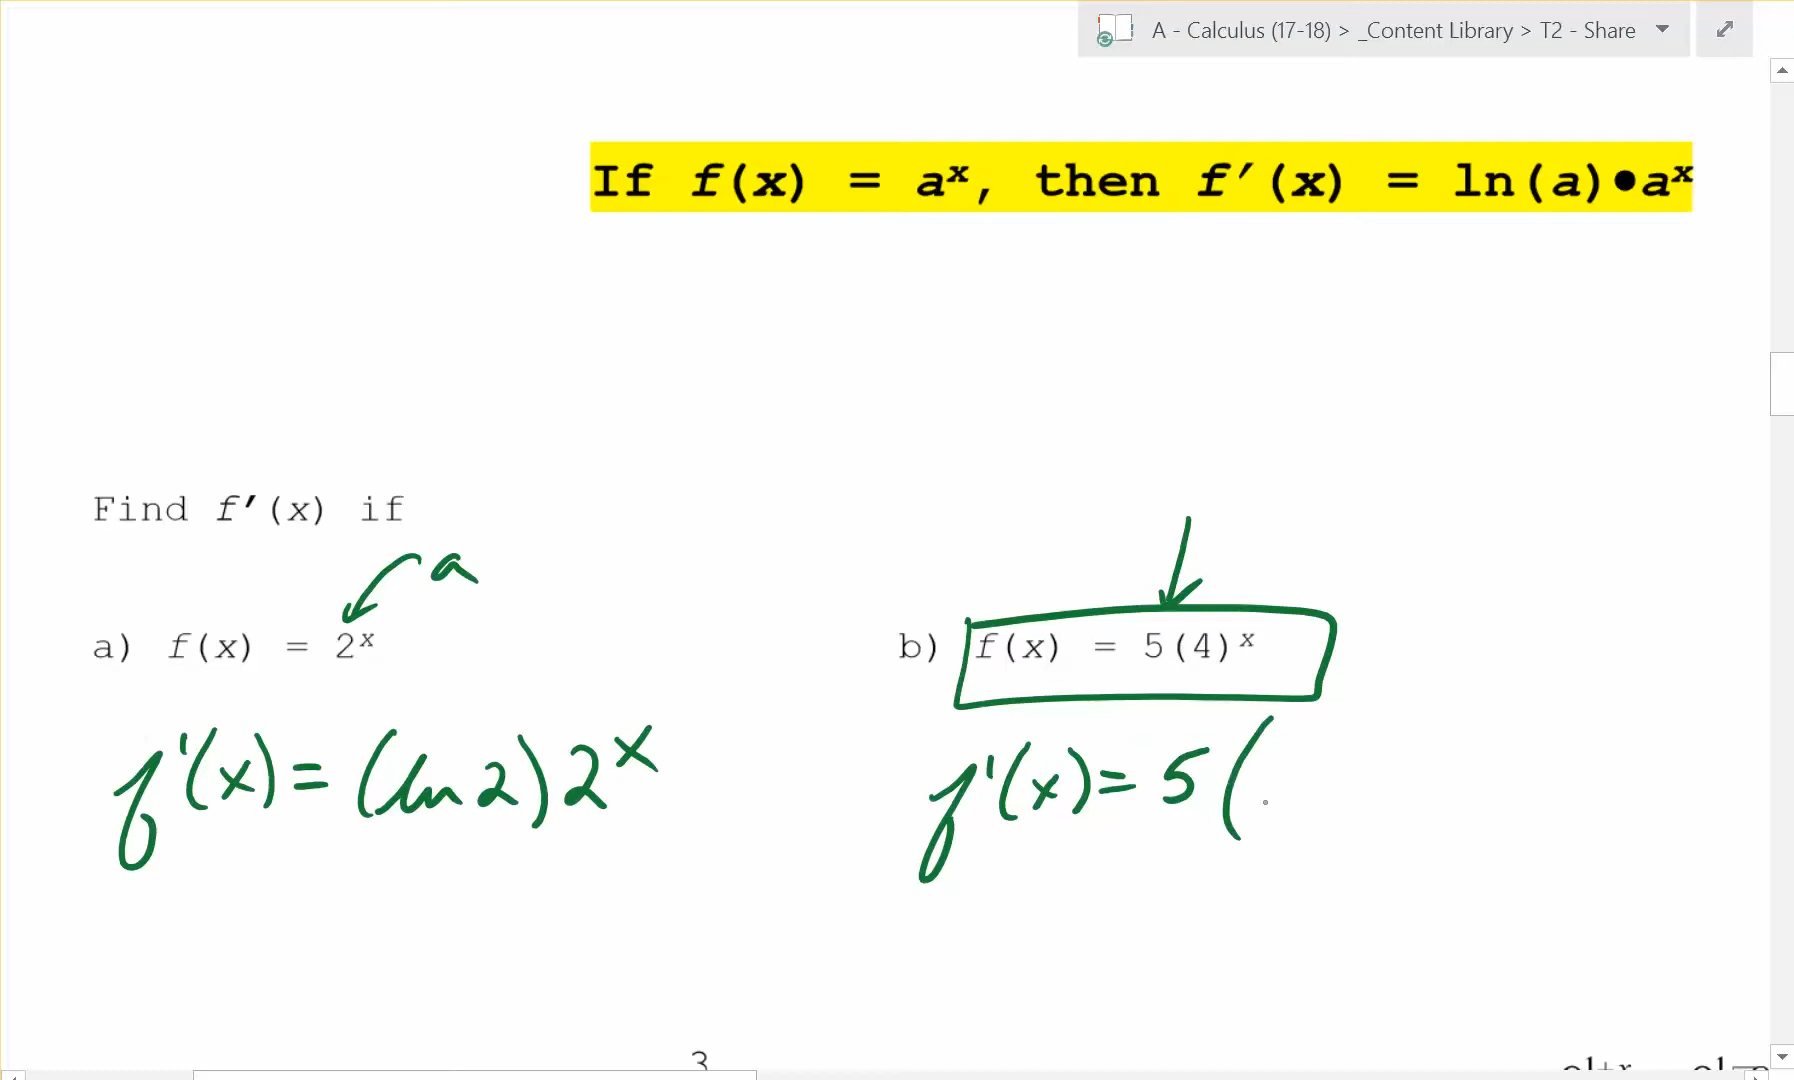 A - Calculus (17-18) > _Content Library > T2 - Share
If f(x) = aˣ, then f′(x) = ln(a)•aˣ
Find f′(x) if
a
a) f(x) = 2ˣ
b) f(x) = 5(4)ˣ
f'(x) = (ln 2) 2ˣ
f'(x) = 5 (
3